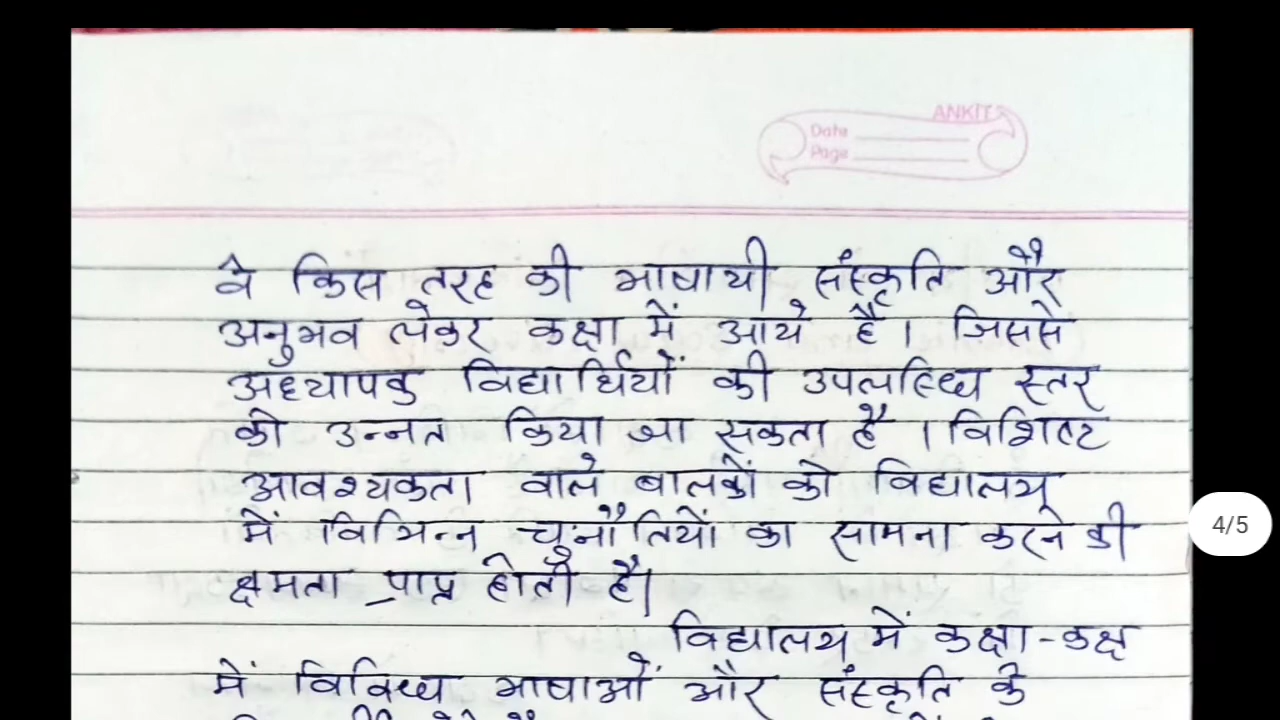 ANKIT
Date
Page
वे किस तरह की भाषायी संस्कृति और
अनुभव लेकर कक्षा में आये है। जिससे
अध्यापक विद्यार्थियों की उपलब्धि स्तर
को उन्नत किया जा सकता है । विशिष्ट
आवश्यकता वाले बालकों को विद्यालय
में विभिन्न चुनौतियों का सामना करने की
क्षमता प्राप्त होती है।
4/5
विद्यालय में कक्षा-कक्ष
में विविध भाषाओं और संस्कृति के